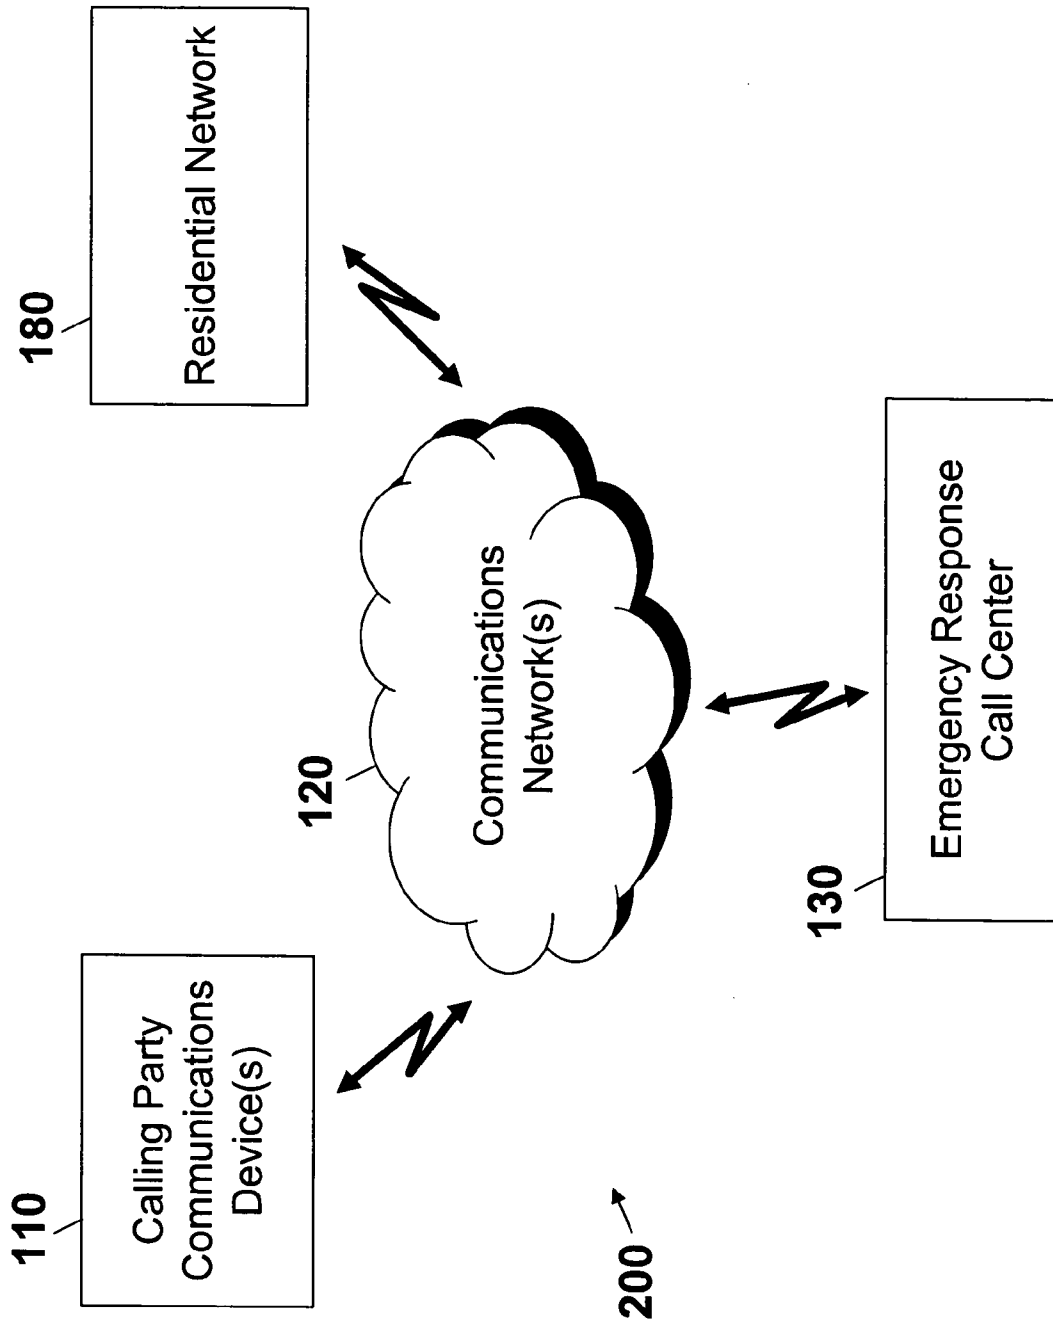 110
Calling Party
Communications
Device(s)
180
Residential Network
120
Communications
Network(s)
130
Emergency Response
Call Center
200